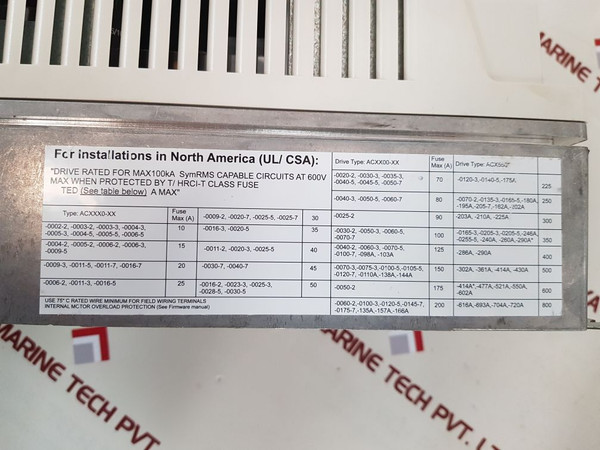 For installations in North America (UL/ CSA):
"DRIVE RATED FOR MAX100kA SymRMS CAPABLE CIRCUITS AT 600V
MAX WHEN PROTECTED BY T/ HRCI-T CLASS FUSE
TED (See table below) A MAX"
Type: ACXXX0-XX
Fuse
Max (A)
-0002-2, -0003-2, -0003-3, -0004-3,
-0003-5, -0004-5, -0005-5, -0006-5
10
-0009-2, -0020-7, -0025-5, -0025-7
30
-0016-3, -0020-5
35
-0004-2, -0005-2, -0006-2, -0006-3,
-0009-5
15
-0011-2, -0020-3, -0025-5
40
-0009-3, -0011-5, -0011-7, -0016-7
20
-0030-7, -0040-7
45
-0006-2, -0011-3, -0016-5
25
-0016-2, -0023-3, -0025-3,
-0028-5, -0030-5
50
USE 75° C RATED WIRE MINIMUM FOR FIELD WIRING TERMINALS
INTERNAL MOTOR OVERLOAD PROTECTION (See Firmware manual)
Drive Type: ACXX00-XX
Fuse
Max (A)
Drive Type: ACX550
-0020-2, -0030-3, -0035-3,
-0040-5, -0045-5, -0050-7
70
-0120-3, -0140-5, -175A,
225
-0040-3, -0050-5, -0060-7
80
-0070-2, -0135-3, -0165-5, -180A,
-195A, -205-7, -162-A, -202A
250
-0025-2
90
-203A, -210A, -225A
300
-0030-2, -0050-3, -0060-5,
-0070-7
100
-0165-3, -0205-3, -0205-5, -246A,
-0255-5, -240A, -260A, -290A*
350
-0040-2, -0060-3, -0070-5,
-0100-7, -098A, -103A
125
-286A, -290A
400
-0070-3, -0075-3, -0100-5, -0105-5,
-0120-7, -0110A, -138A, -144A
150
-302A, -361A, -414A, -430A
500
-0050-2
175
-414A*, -477A, -521A, -550A,
-602A
600
-0060-2, -0100-3, -0120-5, -0145-7,
-0175-7, -135A, -157A, -166A
200
-616A, -693A, -704A, -720A
800
MARINE TECH PVT.
MARINE TECH PVT. LT